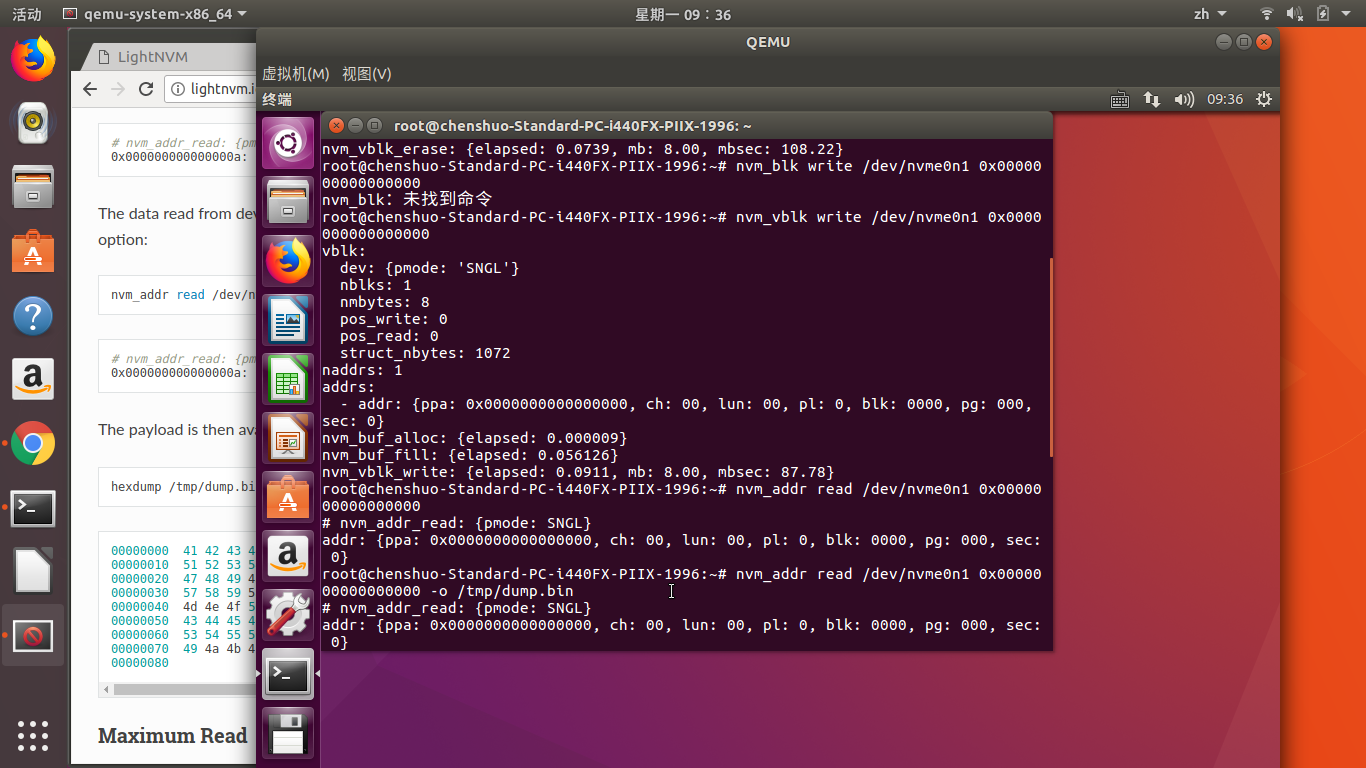 活动 qemu-system-x86_64 星期一 09：36 zh
LightNVM
lightnvm.i
# nvm_addr_read: {pm
0x000000000000000a:
The data read from dev
option:
nvm_addr read /dev/n
# nvm_addr_read: {pm
0x000000000000000a:
The payload is then ava
hexdump /tmp/dump.bi
00000000 41 42 43 4
00000010 51 52 53 5
00000020 47 48 49 4
00000030 57 58 59 5
00000040 4d 4e 4f 5
00000050 43 44 45 4
00000060 53 54 55 5
00000070 49 4a 4b 4
00000080
Maximum Read
QEMU
虚拟机(M) 视图(V)
终端 09:36
root@chenshuo-Standard-PC-i440FX-PIIX-1996: ~
nvm_vblk_erase: {elapsed: 0.0739, mb: 8.00, mbsec: 108.22}
root@chenshuo-Standard-PC-i440FX-PIIX-1996:~# nvm_blk write /dev/nvme0n1 0x00000
00000000000
nvm_blk：未找到命令
root@chenshuo-Standard-PC-i440FX-PIIX-1996:~# nvm_vblk write /dev/nvme0n1 0x0000
000000000000
vblk:
dev: {pmode: 'SNGL'}
nblks: 1
nmbytes: 8
pos_write: 0
pos_read: 0
struct_nbytes: 1072
naddrs: 1
addrs:
- addr: {ppa: 0x0000000000000000, ch: 00, lun: 00, pl: 0, blk: 0000, pg: 000,
sec: 0}
nvm_buf_alloc: {elapsed: 0.000009}
nvm_buf_fill: {elapsed: 0.056126}
nvm_vblk_write: {elapsed: 0.0911, mb: 8.00, mbsec: 87.78}
root@chenshuo-Standard-PC-i440FX-PIIX-1996:~# nvm_addr read /dev/nvme0n1 0x00000
00000000000
# nvm_addr_read: {pmode: SNGL}
addr: {ppa: 0x0000000000000000, ch: 00, lun: 00, pl: 0, blk: 0000, pg: 000, sec:
0}
root@chenshuo-Standard-PC-i440FX-PIIX-1996:~# nvm_addr read /dev/nvme0n1 0x00000
00000000000 -o /tmp/dump.bin
# nvm_addr_read: {pmode: SNGL}
addr: {ppa: 0x0000000000000000, ch: 00, lun: 00, pl: 0, blk: 0000, pg: 000, sec:
0}